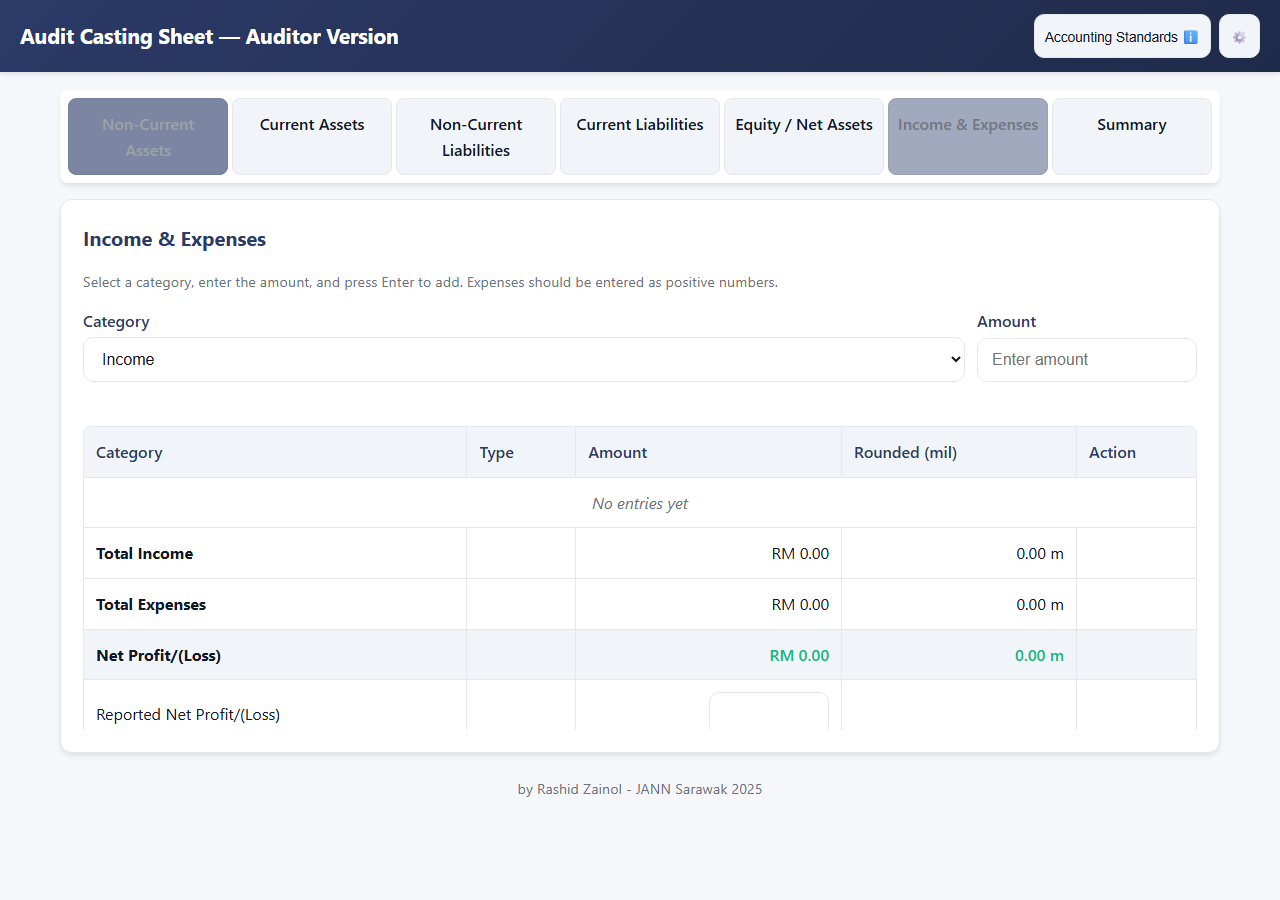 Audit Casting Sheet — Auditor Version
Accounting Standards ℹ️ ⚙️
Non-Current
Assets
Current Assets
Non-Current
Liabilities
Current Liabilities
Equity / Net Assets
Income & Expenses
Summary
Income & Expenses
Select a category, enter the amount, and press Enter to add. Expenses should be entered as positive numbers.
Category
Amount
Income
Enter amount
Category Type Amount Rounded (mil) Action
No entries yet
Total Income RM 0.00 0.00 m
Total Expenses RM 0.00 0.00 m
Net Profit/(Loss) RM 0.00 0.00 m
Reported Net Profit/(Loss)
by Rashid Zainol - JANN Sarawak 2025